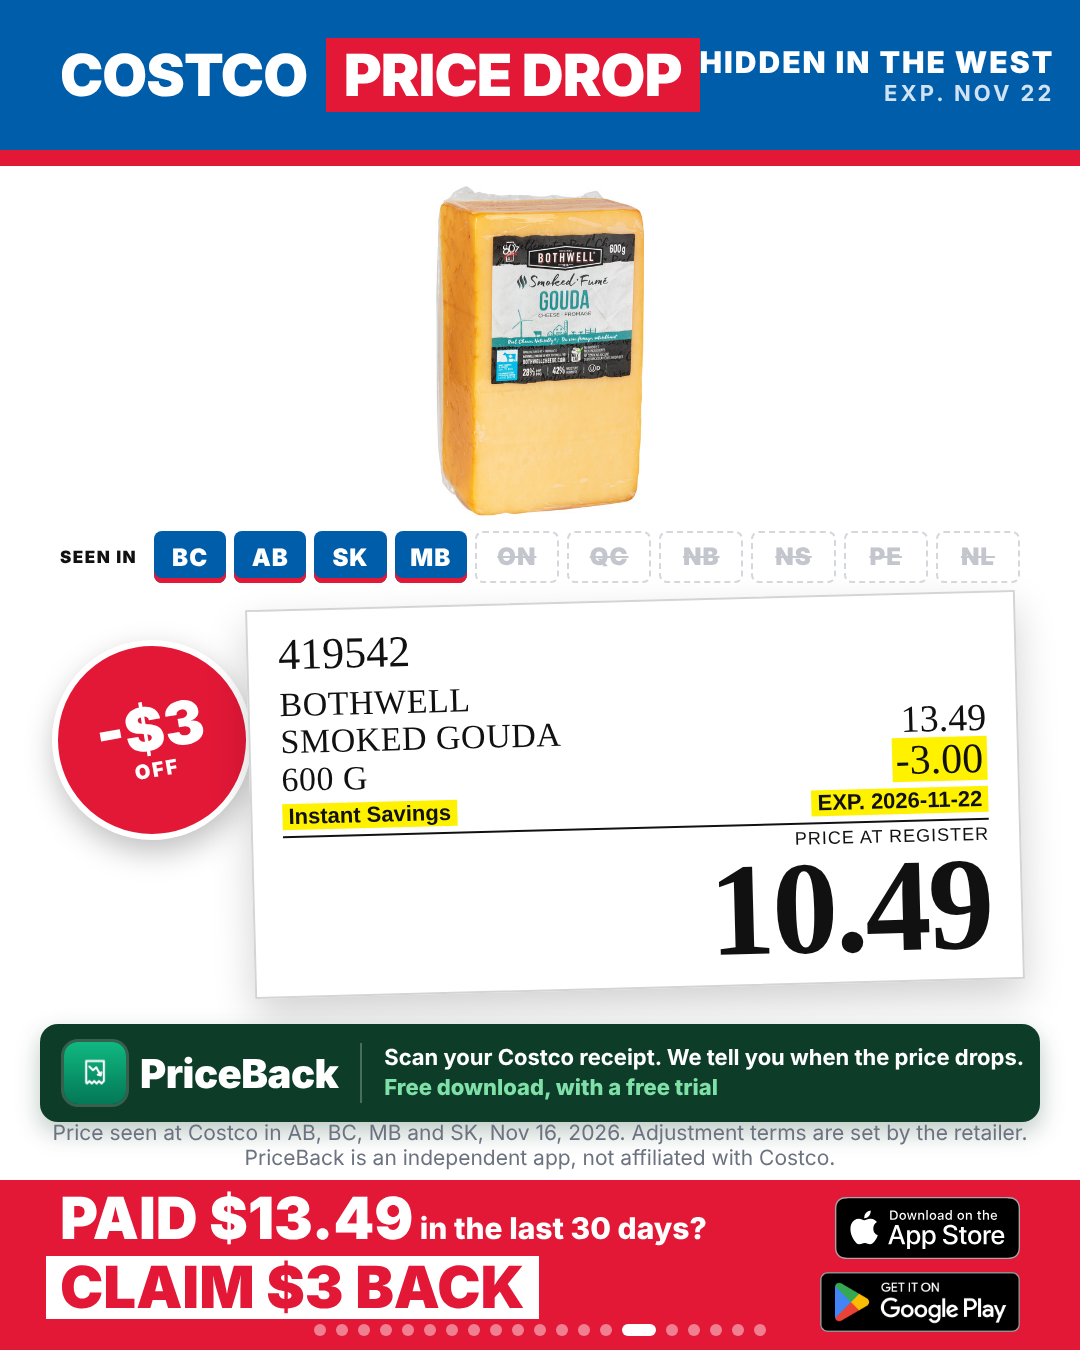 COSTCO PRICE DROP
HIDDEN IN THE WEST
EXP. NOV 22
600g
BOTHWELL
Smoked · Fumé
GOUDA
CHEESE | FROMAGE
BOTHWELLCHEESE.COM
28%
42%
SEEN IN BC AB SK MB ON QC NB NS PE NL
-$3
OFF
419542
BOTHWELL
SMOKED GOUDA
600 G
Instant Savings
13.49
-3.00
EXP. 2026-11-22
PRICE AT REGISTER
10.49
PriceBack
Scan your Costco receipt. We tell you when the price drops.
Free download, with a free trial
Price seen at Costco in AB, BC, MB and SK, Nov 16, 2026. Adjustment terms are set by the retailer.
PriceBack is an independent app, not affiliated with Costco.
PAID $13.49 in the last 30 days?
CLAIM $3 BACK
Download on the
App Store
GET IT ON
Google Play